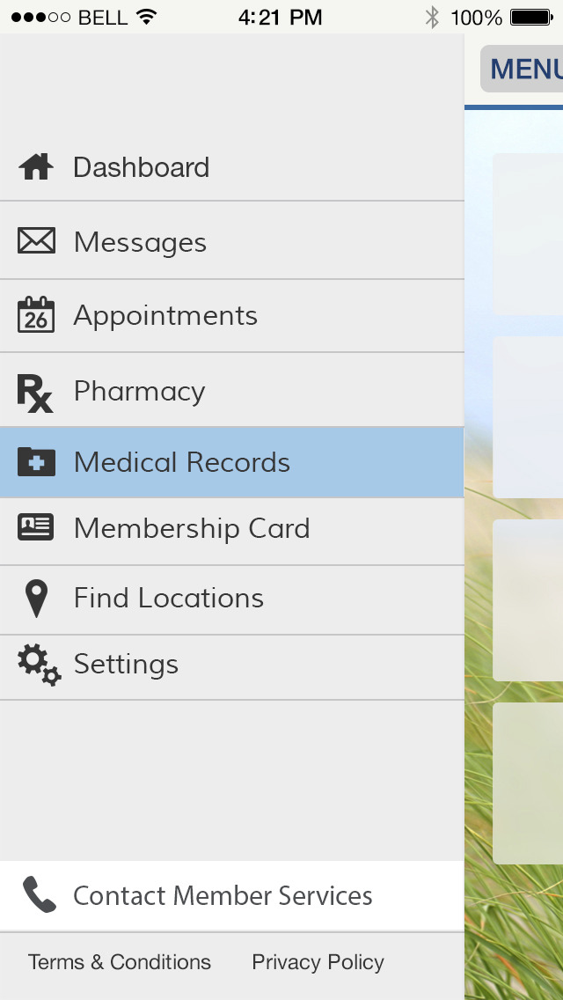 BELL 4:21 PM 100%
MENU
Dashboard
Messages
26 Appointments
Rx Pharmacy
Medical Records
Membership Card
Find Locations
Settings
Contact Member Services
Terms & Conditions Privacy Policy